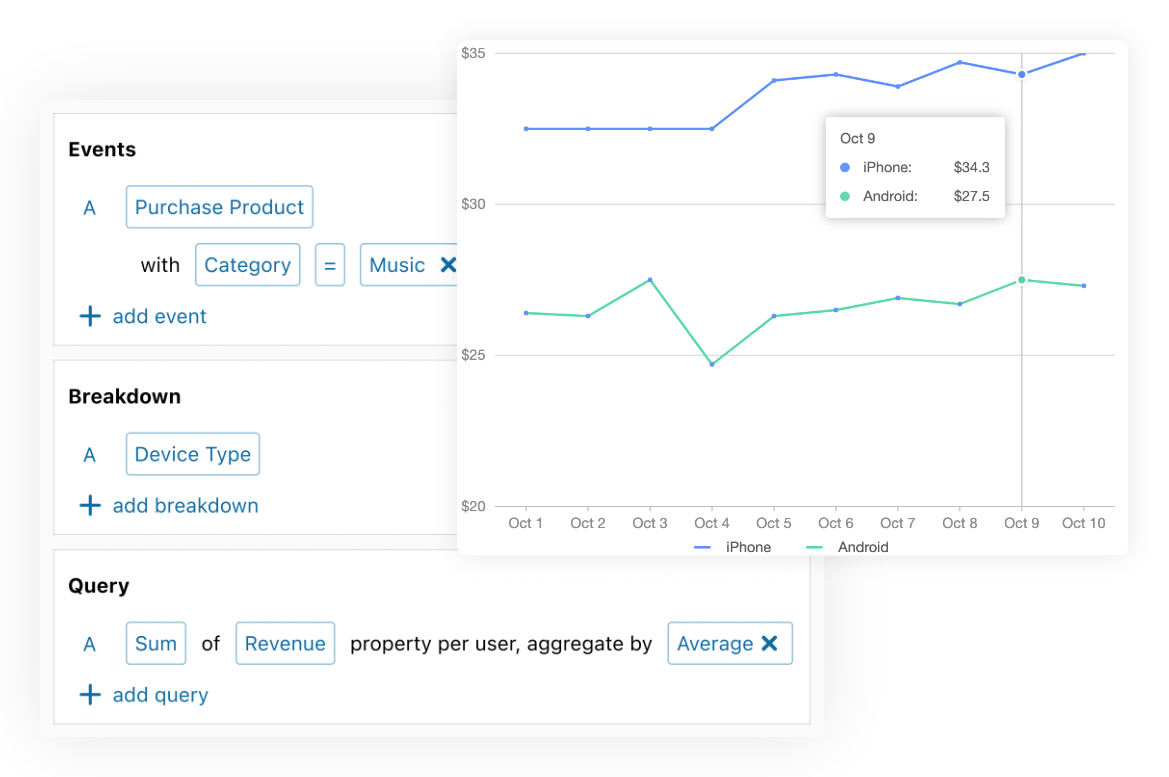 Events
A Purchase Product
with Category = Music
add event
Breakdown
A Device Type
add breakdown
Query
A Sum of Revenue property per user, aggregate by Average
add query
$35
$30
$25
$20
Oct 9
iPhone: $34.3
Android: $27.5
Oct 1 Oct 2 Oct 3 Oct 4 Oct 5 Oct 6 Oct 7 Oct 8 Oct 9 Oct 10
iPhone Android